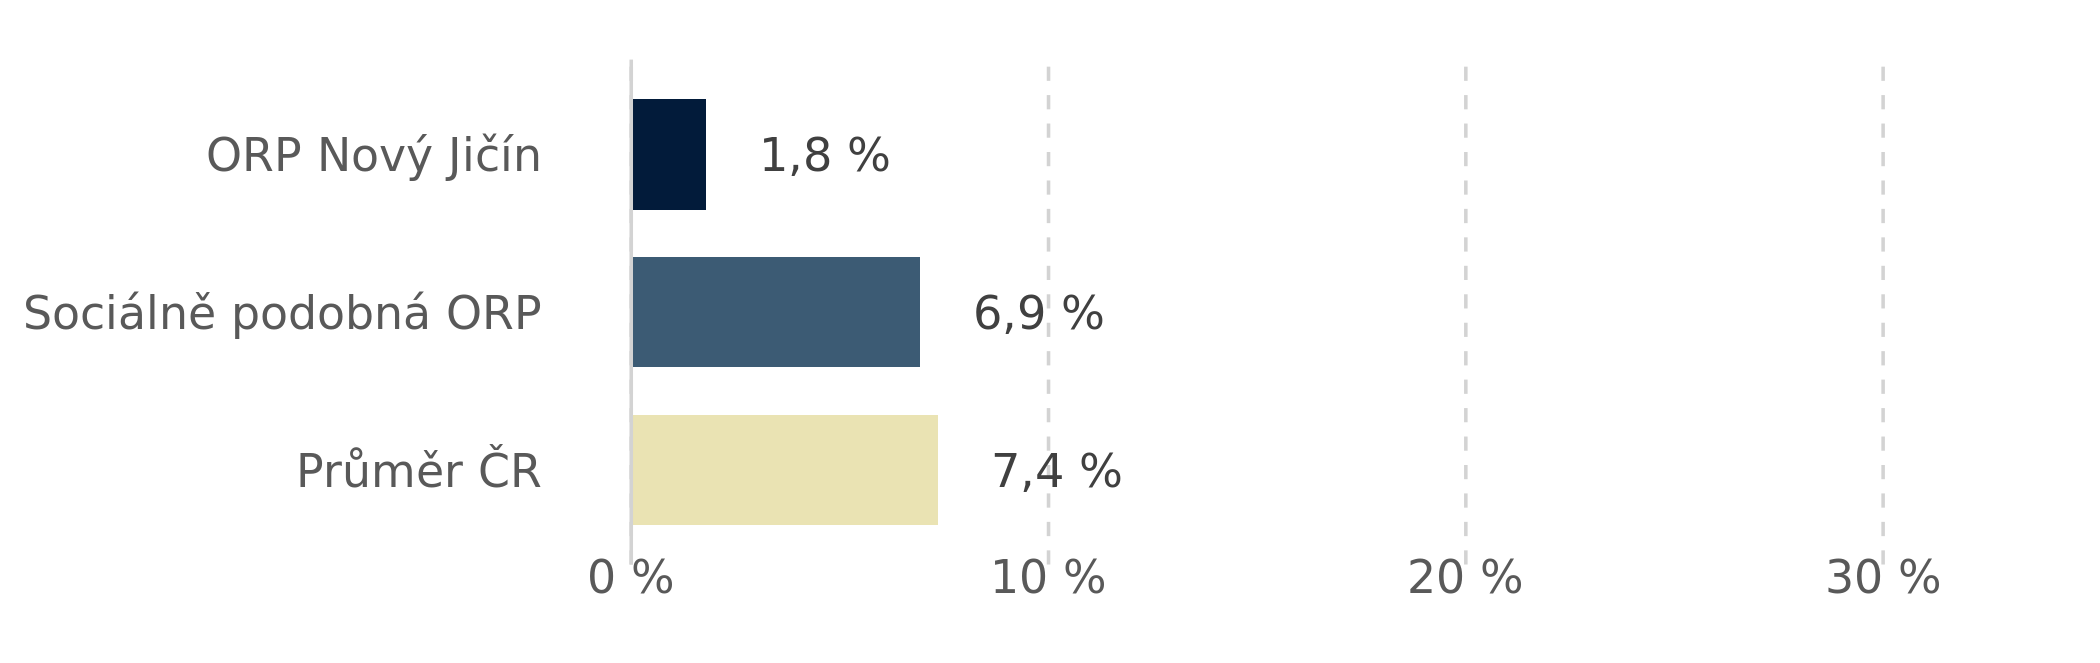 ORP Nový Jičín 1,8 %
Sociálně podobná ORP 6,9 %
Průměr ČR 7,4 %
0 % 10 % 20 % 30 %